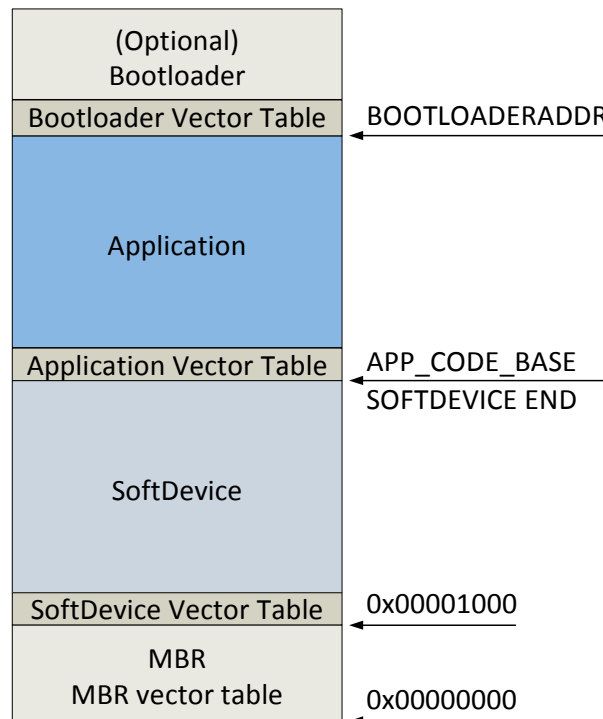 (Optional)
Bootloader
Bootloader Vector Table
BOOTLOADERADDR
Application
Application Vector Table
APP_CODE_BASE
SOFTDEVICE END
SoftDevice
SoftDevice Vector Table
0x00001000
MBR
MBR vector table
0x00000000